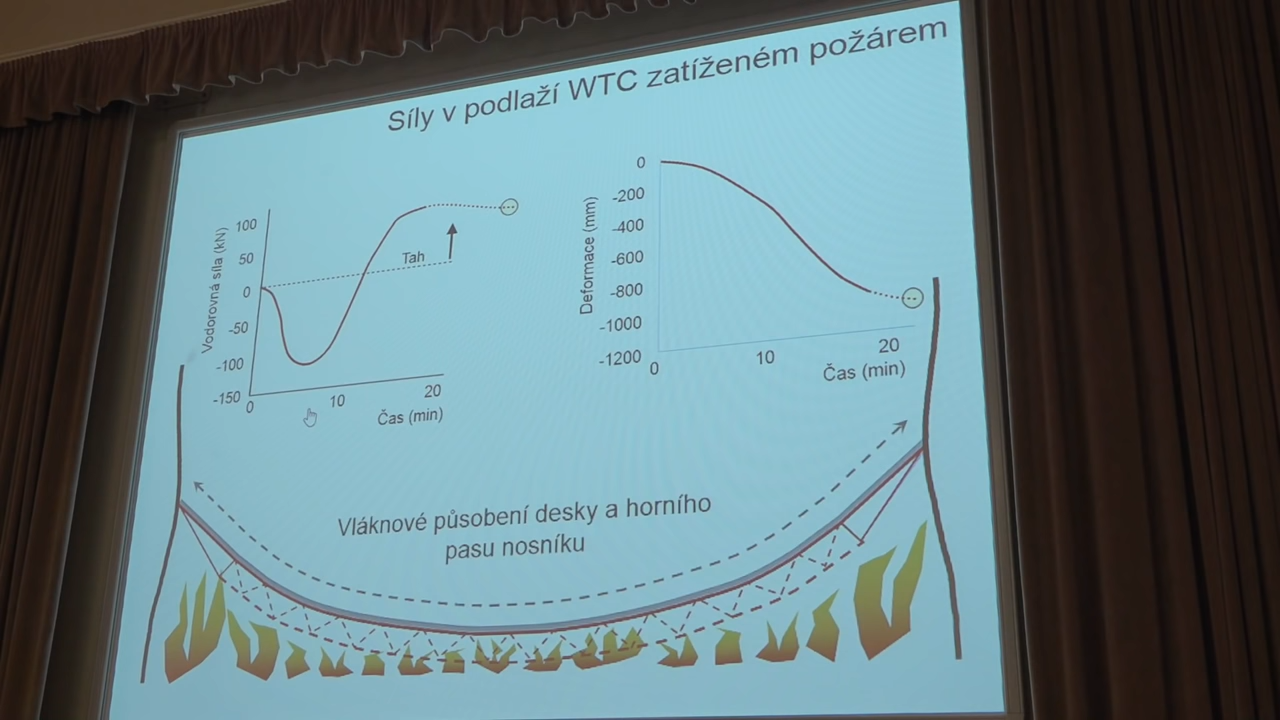 Síly v podlaží WTC zatíženém požárem
Vodorovná síla (kN)
100
50
0
-50
-100
-150
0
10
20
Čas (min)
Tah
Deformace (mm)
0
-200
-400
-600
-800
-1000
-1200
0
10
20
Čas (min)
Vláknové působení desky a horního
pasu nosníku